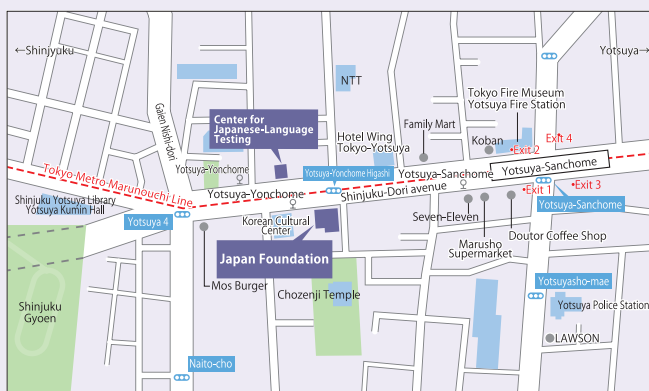 ←Shinjyuku
Yotsuya→
NTT
Tokyo Fire Museum
Yotsuya Fire Station
Gaien Nishi-dori
Center for
Japanese-Language
Testing
Family Mart
Koban
Exit 4
Exit 2
Hotel Wing
Tokyo-Yotsuya
Yotsuya-Sanchome
Yotsuya-Yonchome
Yotsuya-Yonchome Higashi
Yotsuya-Sanchome
Tokyo-Metro-Marunouchi Line
Yotsuya-Yonchome
Shinjuku-Dori avenue
Exit 1
Exit 3
Shinjuku Yotsuya Library
Yotsuya Kumin Hall
Yotsuya 4
Korean Cultural
Center
Seven-Eleven
Yotsuya-Sanchome
Marusho
Supermarket
Doutor Coffee Shop
Japan Foundation
Mos Burger
Chozenji Temple
Yotsuyasho-mae
Yotsuya Police Station
Shinjuku
Gyoen
LAWSON
Naito-cho